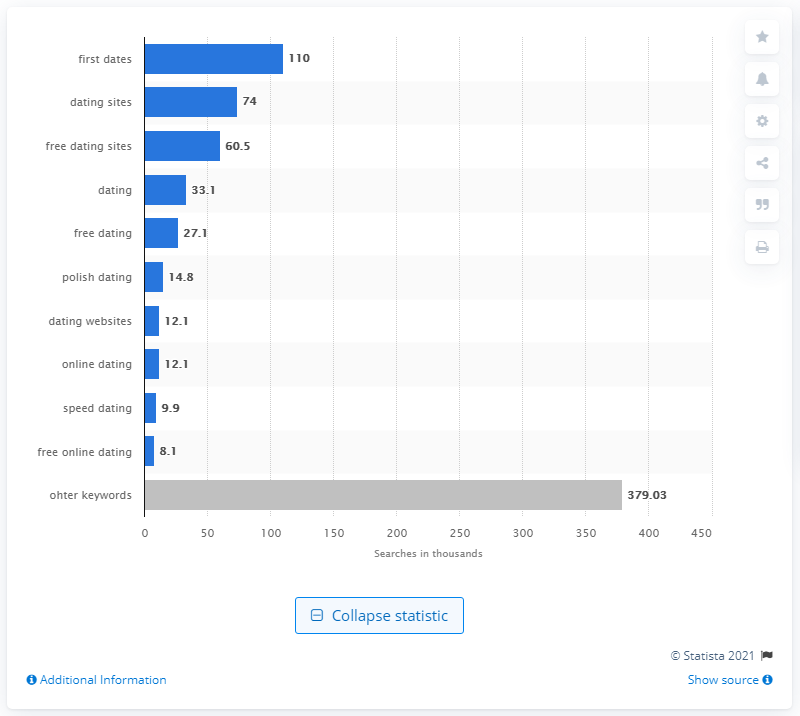 first dates 110
dating sites 74
free dating sites 60.5
dating 33.1
free dating 27.1
polish dating 14.8
dating websites 12.1
online dating 12.1
speed dating 9.9
free online dating 8.1
ohter keywords 379.03
0 50 100 150 200 250 300 350 400 450
Searches in thousands
Collapse statistic
© Statista 2021
Additional Information Show source